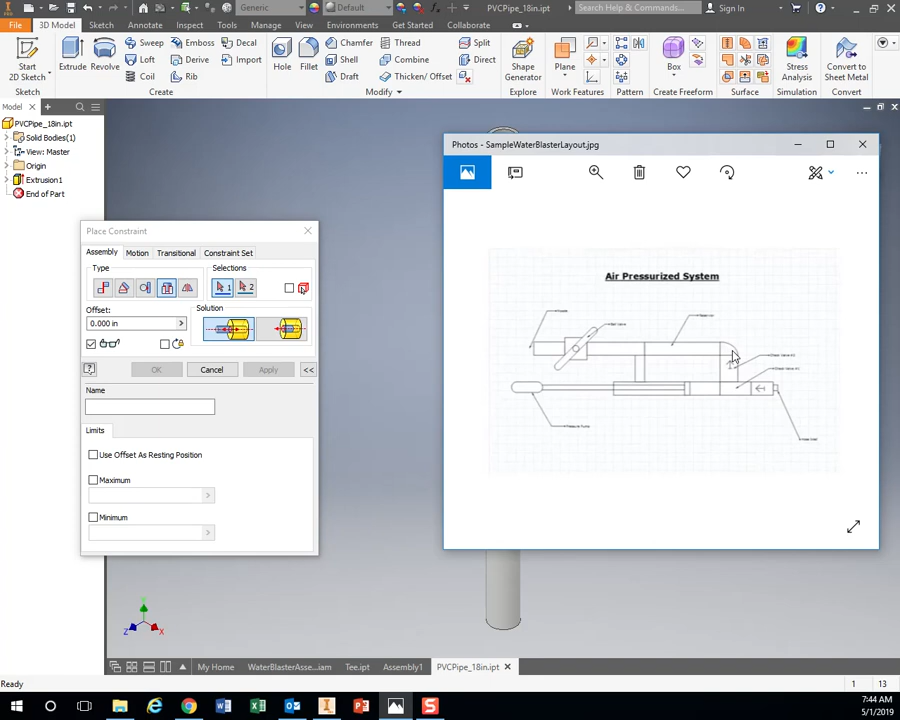 Generic
Default
PVCPipe_18in.ipt
Search Help & Commands...
Sign In
File 3D Model Sketch Annotate Inspect Tools Manage View Environments Get Started Collaborate
Start
2D Sketch
Extrude
Revolve
Sweep
Loft
Coil
Emboss
Derive
Rib
Decal
Import
Hole
Fillet
Chamfer
Shell
Draft
Thread
Combine
Thicken/ Offset
Split
Direct
Shape
Generator
Plane
Box
Stress
Analysis
Convert to
Sheet Metal
Sketch
Create
Modify
Explore
Work Features
Pattern
Create Freeform
Surface
Simulation
Convert
Model
PVCPipe_18in.ipt
Solid Bodies(1)
View: Master
Origin
Extrusion1
End of Part
Photos - SampleWaterBlasterLayout.jpg
Air Pressurized System
Place Constraint
Assembly Motion Transitional Constraint Set
Type
Selections
1
2
Offset:
Solution
0.000 in
?
OK
Cancel
Apply
<<
Name
Limits
Use Offset As Resting Position
Maximum
Minimum
Y
Z
X
My Home
WaterBlasterAsse...iam
Tee.ipt
Assembly1
PVCPipe_18in.ipt
Ready
1
13
7:44 AM
5/1/2019